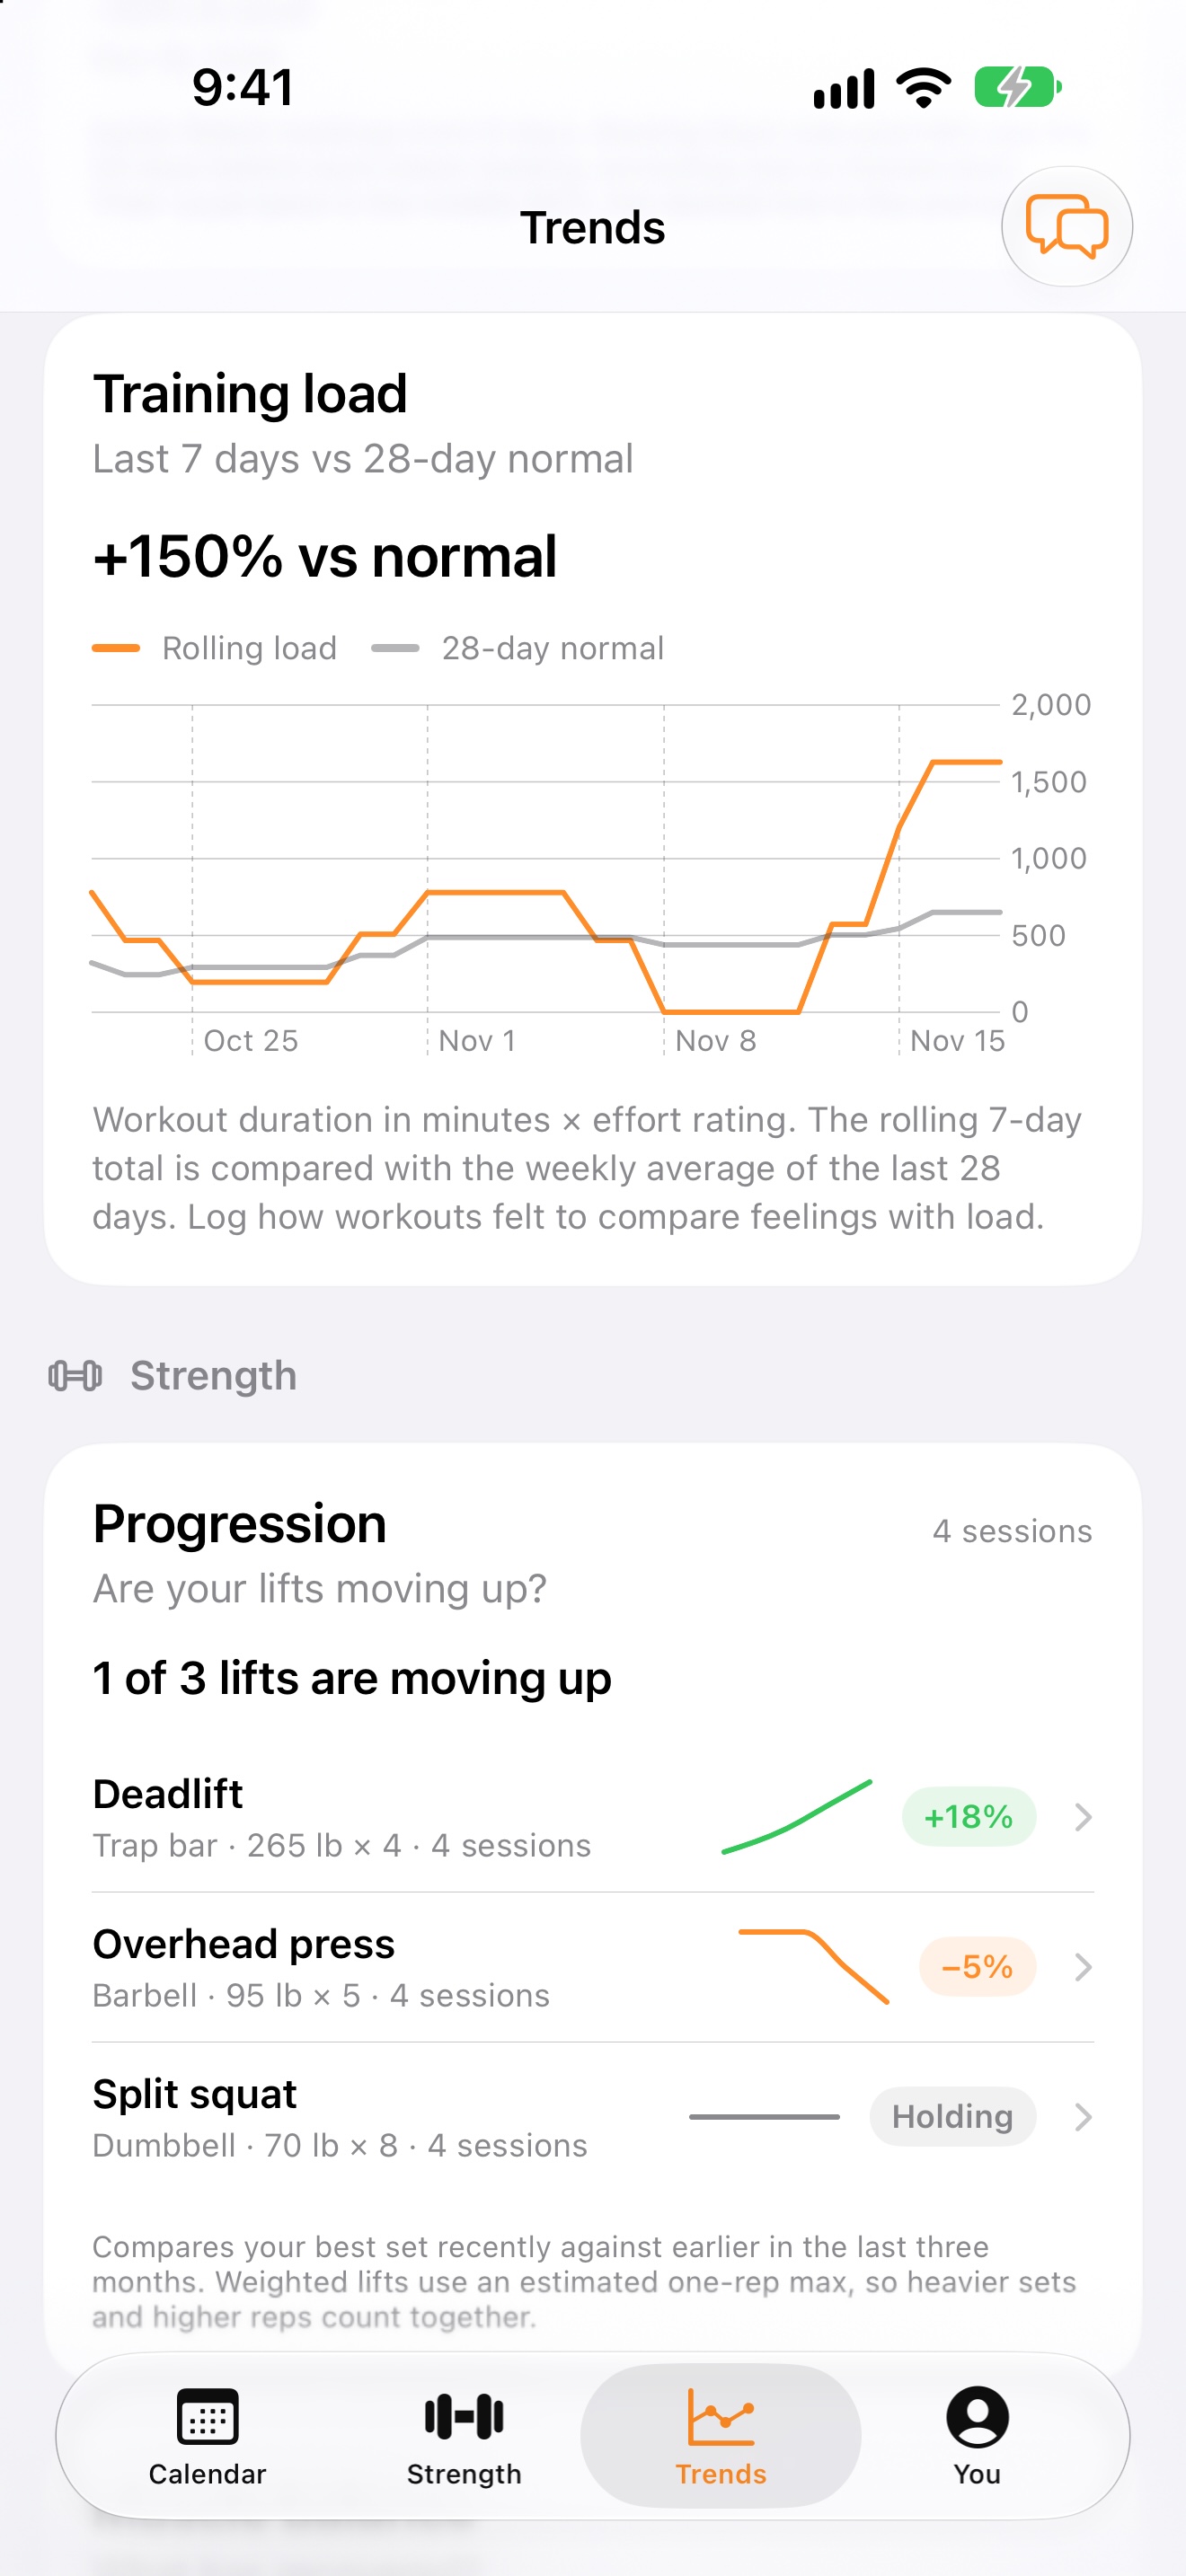 9:41
Trends
Training load
Last 7 days vs 28-day normal
+150% vs normal
Rolling load
28-day normal
2,000
1,500
1,000
500
0
Oct 25
Nov 1
Nov 8
Nov 15
Workout duration in minutes × effort rating. The rolling 7-day
total is compared with the weekly average of the last 28
days. Log how workouts felt to compare feelings with load.
Strength
Progression
4 sessions
Are your lifts moving up?
1 of 3 lifts are moving up
Deadlift
Trap bar · 265 lb × 4 · 4 sessions
+18%
Overhead press
Barbell · 95 lb × 5 · 4 sessions
−5%
Split squat
Dumbbell · 70 lb × 8 · 4 sessions
Holding
Compares your best set recently against earlier in the last three
months. Weighted lifts use an estimated one-rep max, so heavier sets
and higher reps count together.
Calendar
Strength
Trends
You